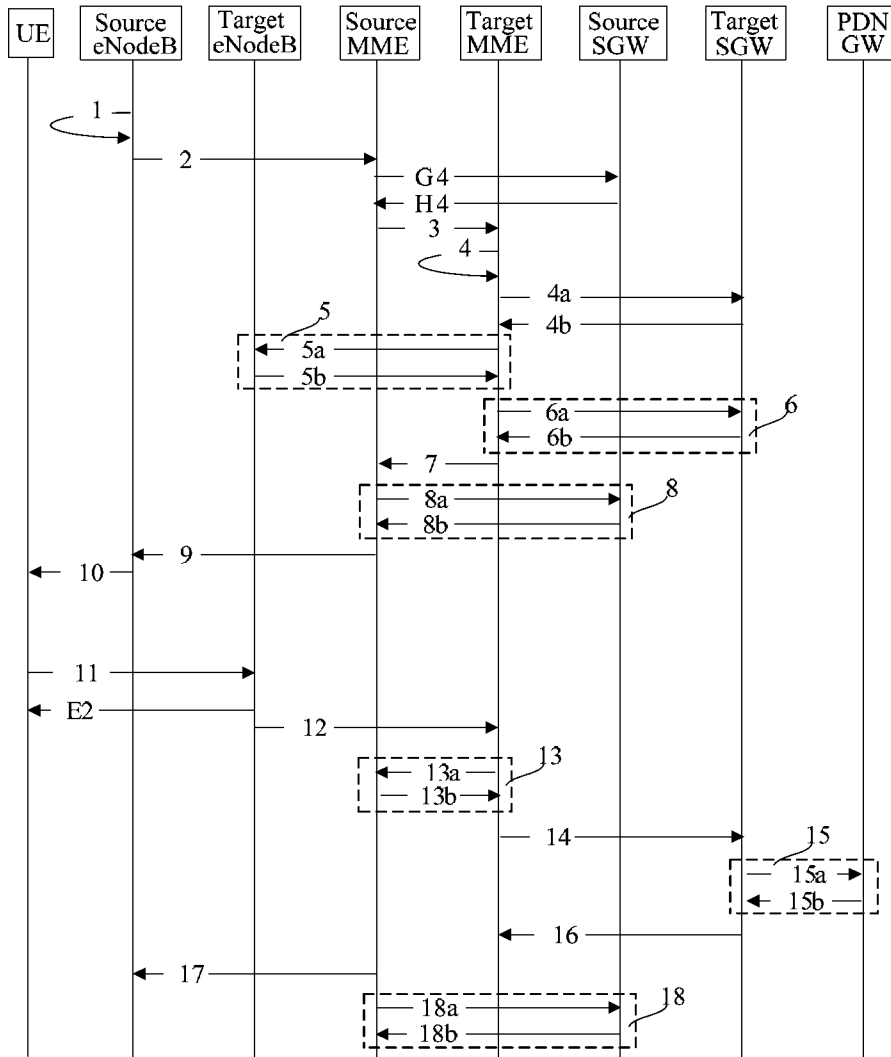 UE
Source
eNodeB
Target
eNodeB
Source
MME
Target
MME
Source
SGW
Target
SGW
PDN
GW
1
2
G4
H4
3
4
4a
4b
5
5a
5b
6a
6
6b
7
8a
8
8b
9
10
11
E2
12
13
13a
13b
14
15
15a
15b
16
17
18a
18
18b